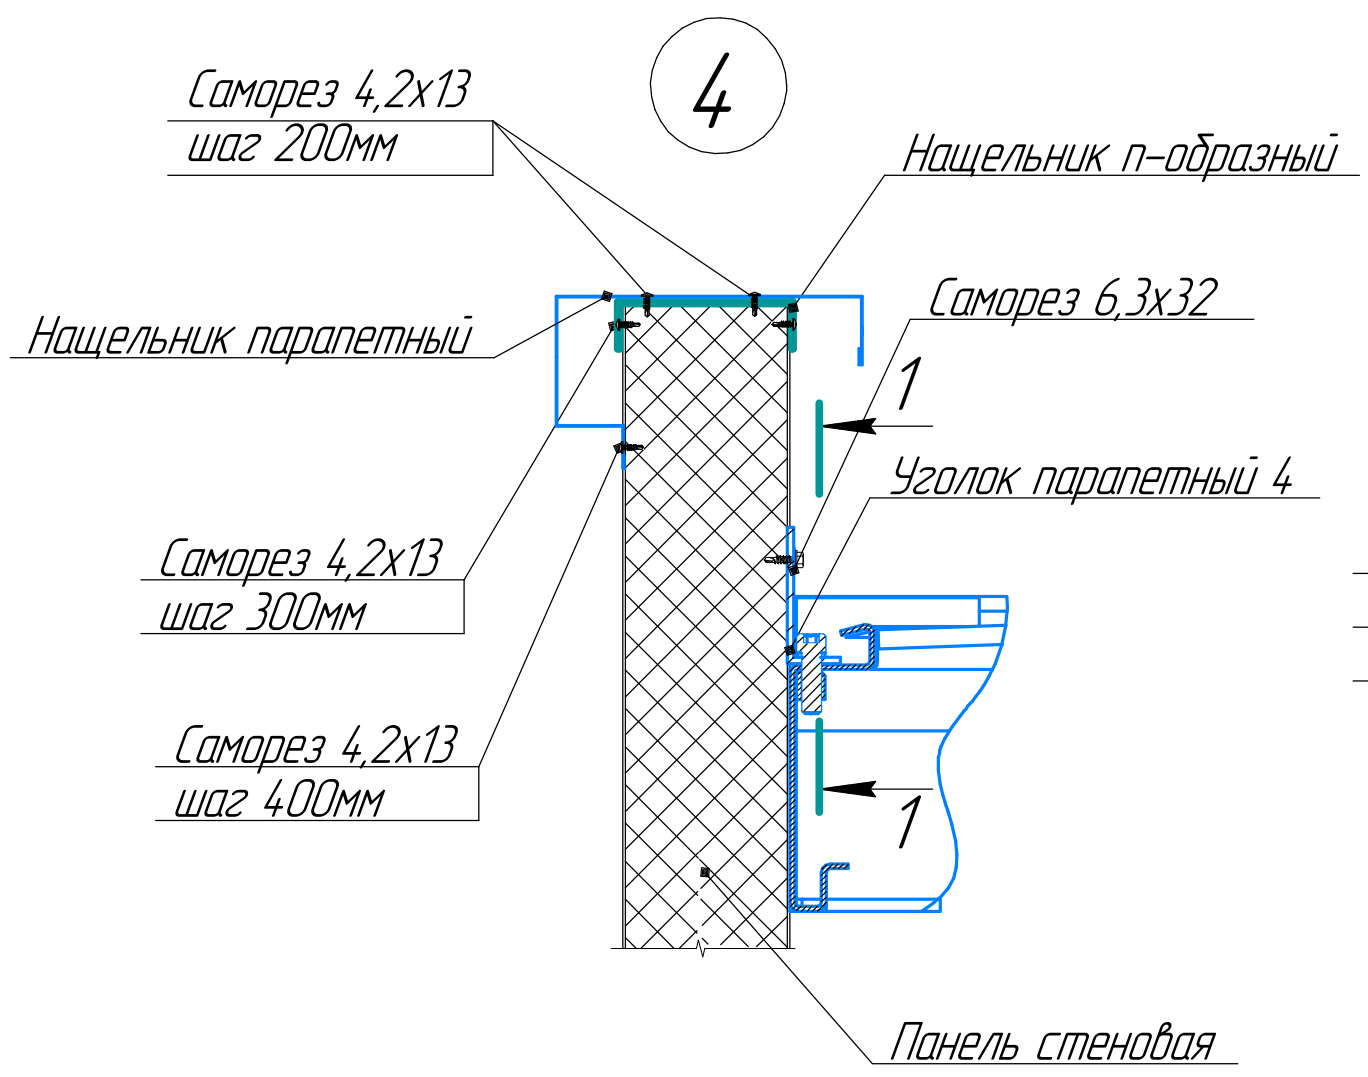 4
Саморез 4,2х13
шаг 200мм
Нащельник п-образный
Саморез 6,3х32
Нащельник парапетный
1
Уголок парапетный 4
Саморез 4,2х13
шаг 300мм
Саморез 4,2х13
шаг 400мм
1
Панель стеновая